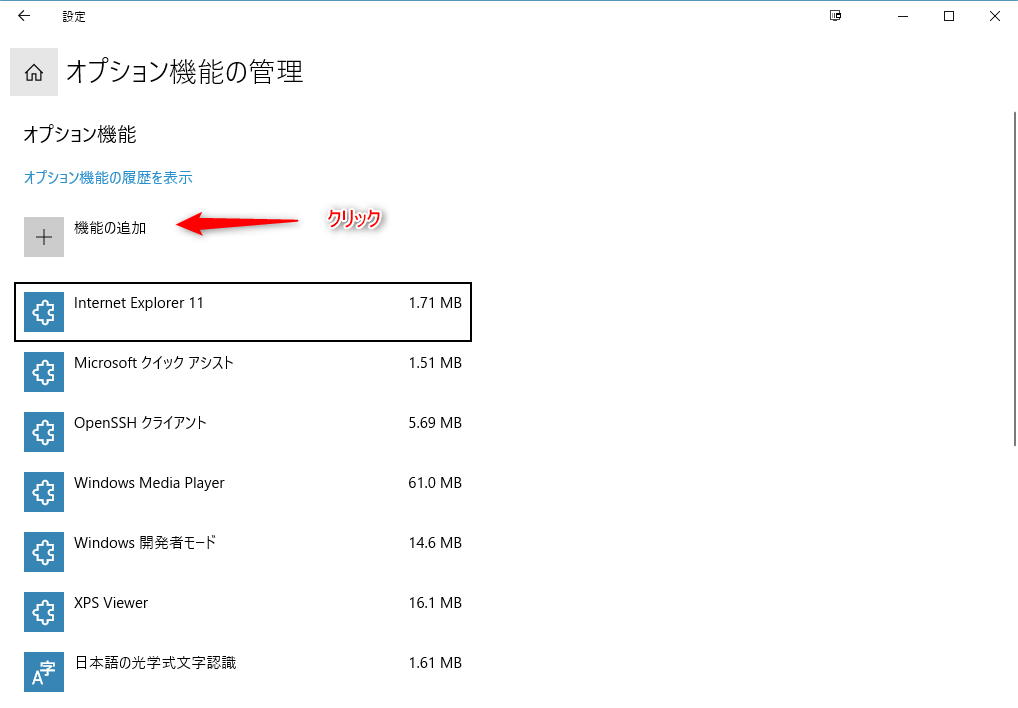 設定
オプション機能の管理
オプション機能
オプション機能の履歴を表示
機能の追加
クリック
Internet Explorer 11 1.71 MB
Microsoft クイック アシスト 1.51 MB
OpenSSH クライアント 5.69 MB
Windows Media Player 61.0 MB
Windows 開発者モード 14.6 MB
XPS Viewer 16.1 MB
A字 日本語の光学式文字認識 1.61 MB